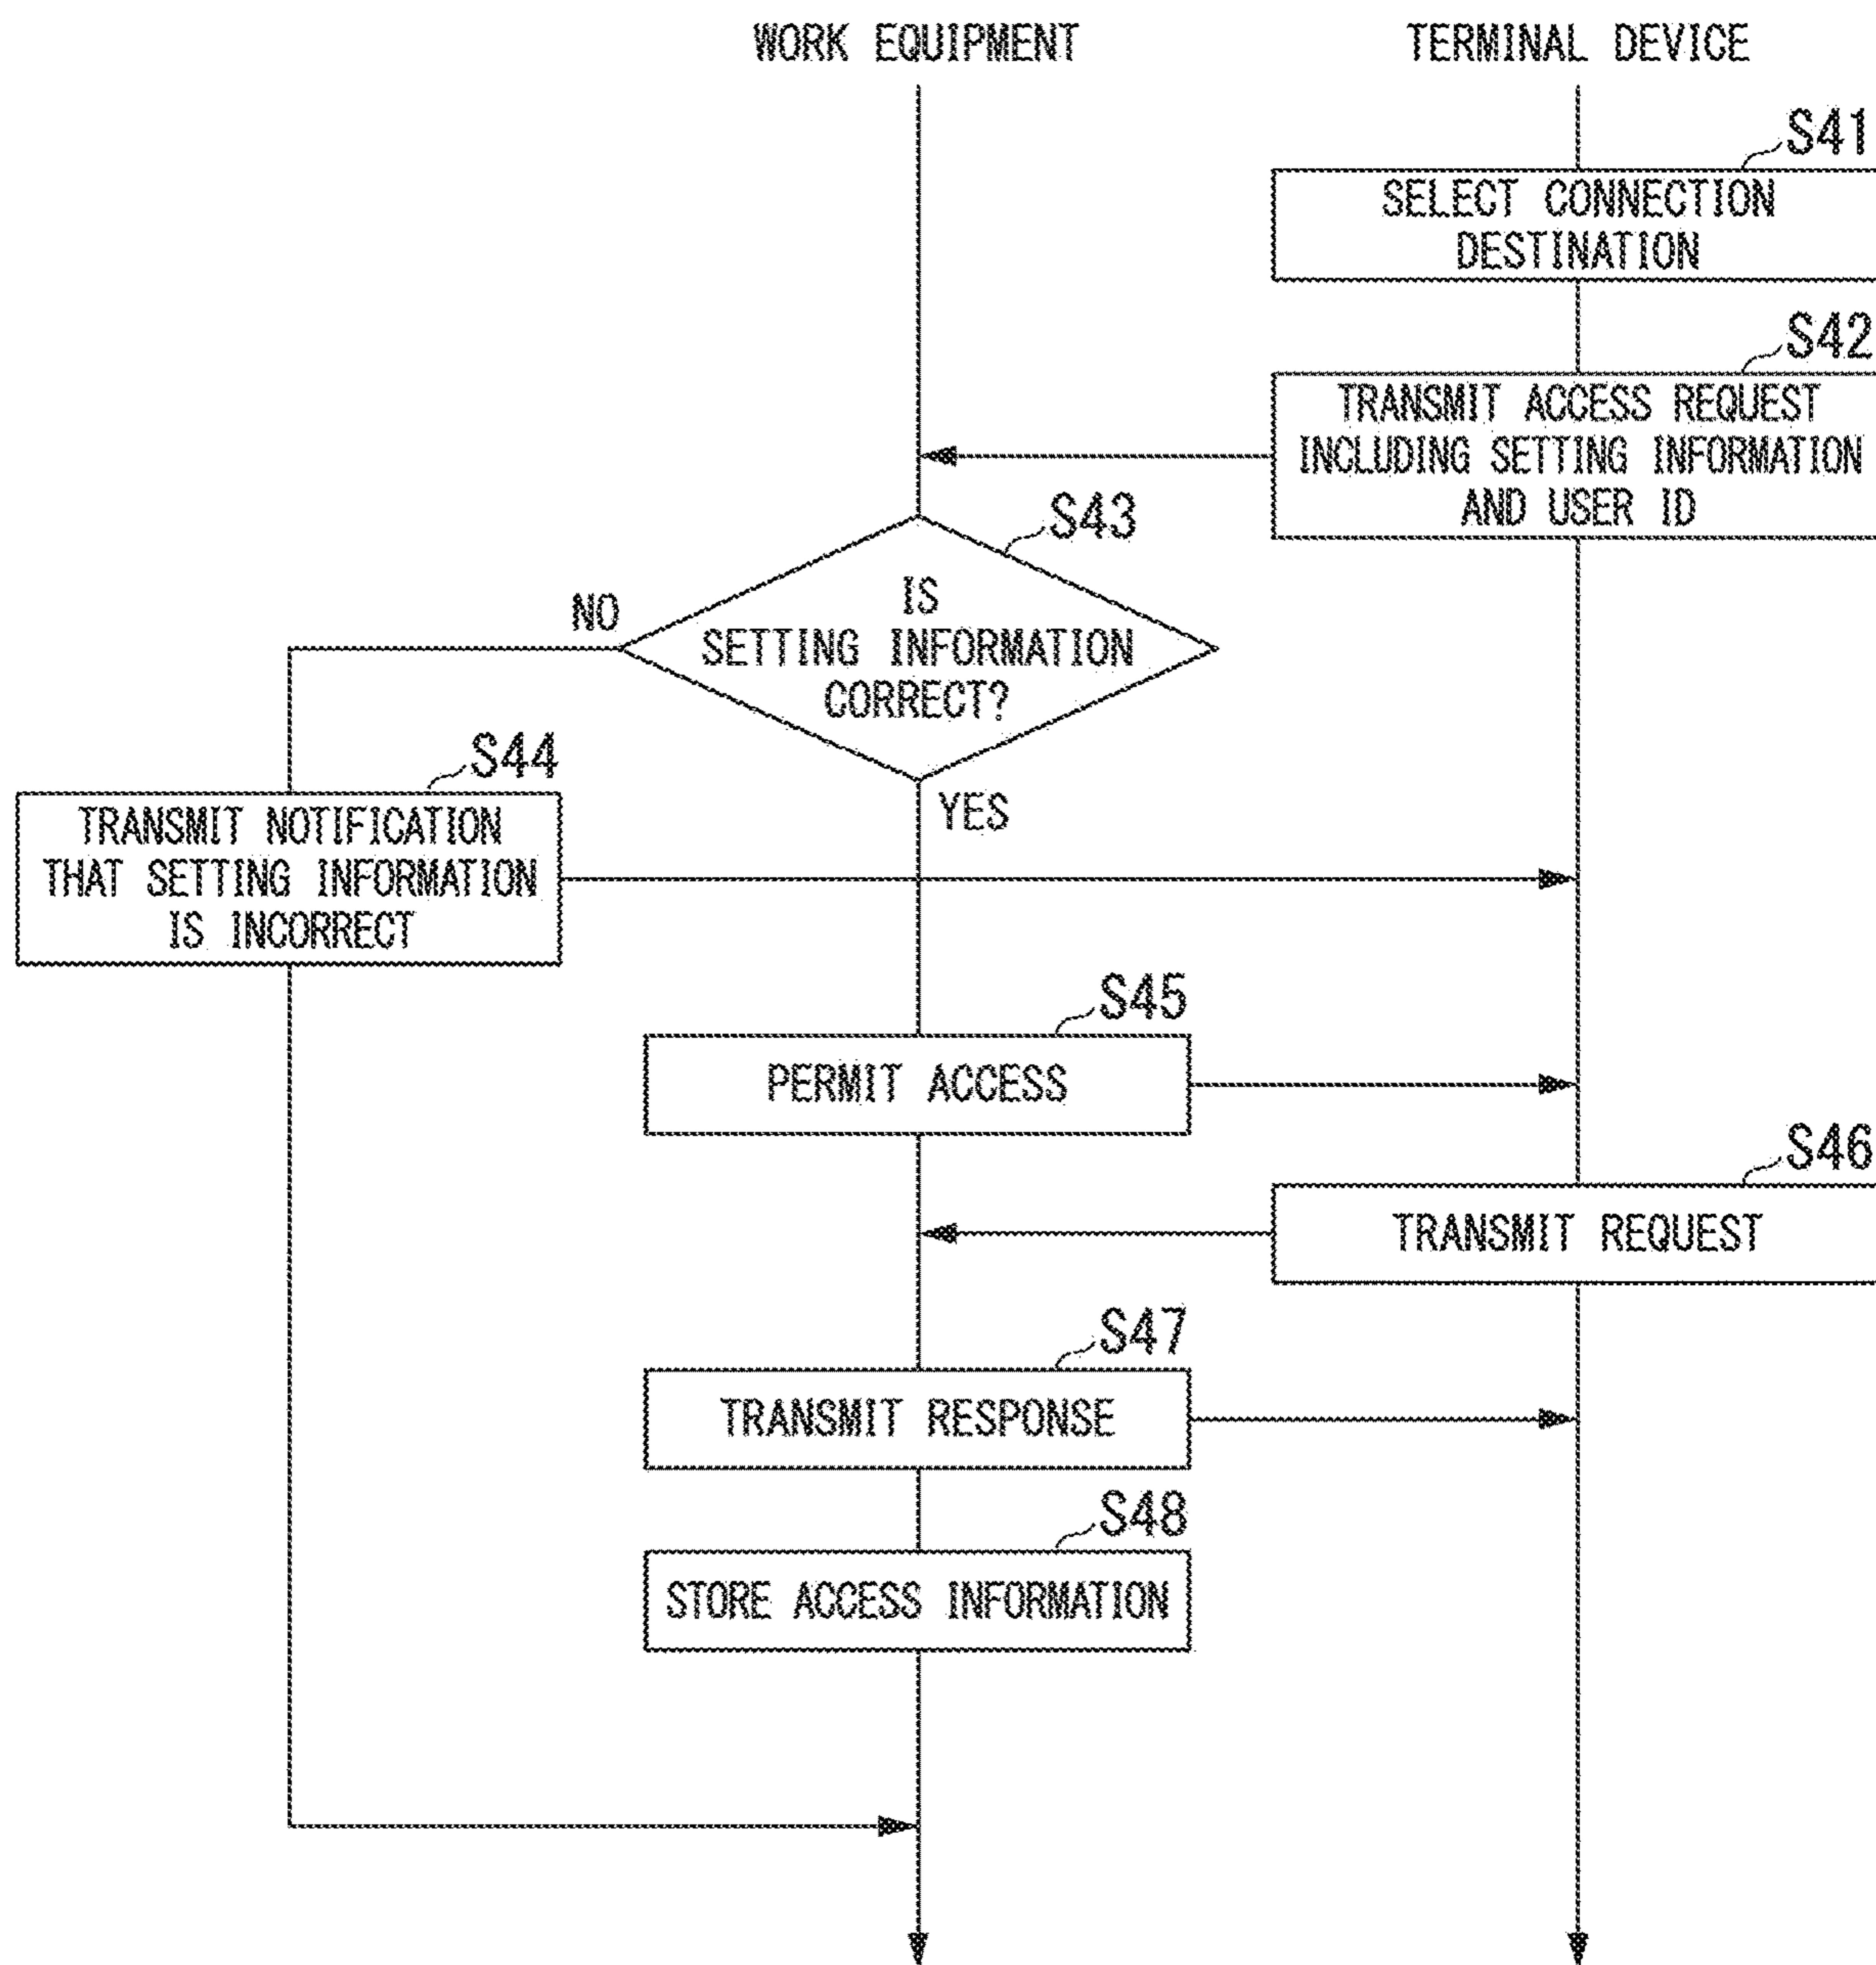 WORK EQUIPMENT
TERMINAL DEVICE
S41
SELECT CONNECTION
DESTINATION
S42
TRANSMIT ACCESS REQUEST
INCLUDING SETTING INFORMATION
AND USER ID
S43
IS
SETTING INFORMATION
CORRECT?
NO
YES
S44
TRANSMIT NOTIFICATION
THAT SETTING INFORMATION
IS INCORRECT
S45
PERMIT ACCESS
S46
TRANSMIT REQUEST
S47
TRANSMIT RESPONSE
S48
STORE ACCESS INFORMATION